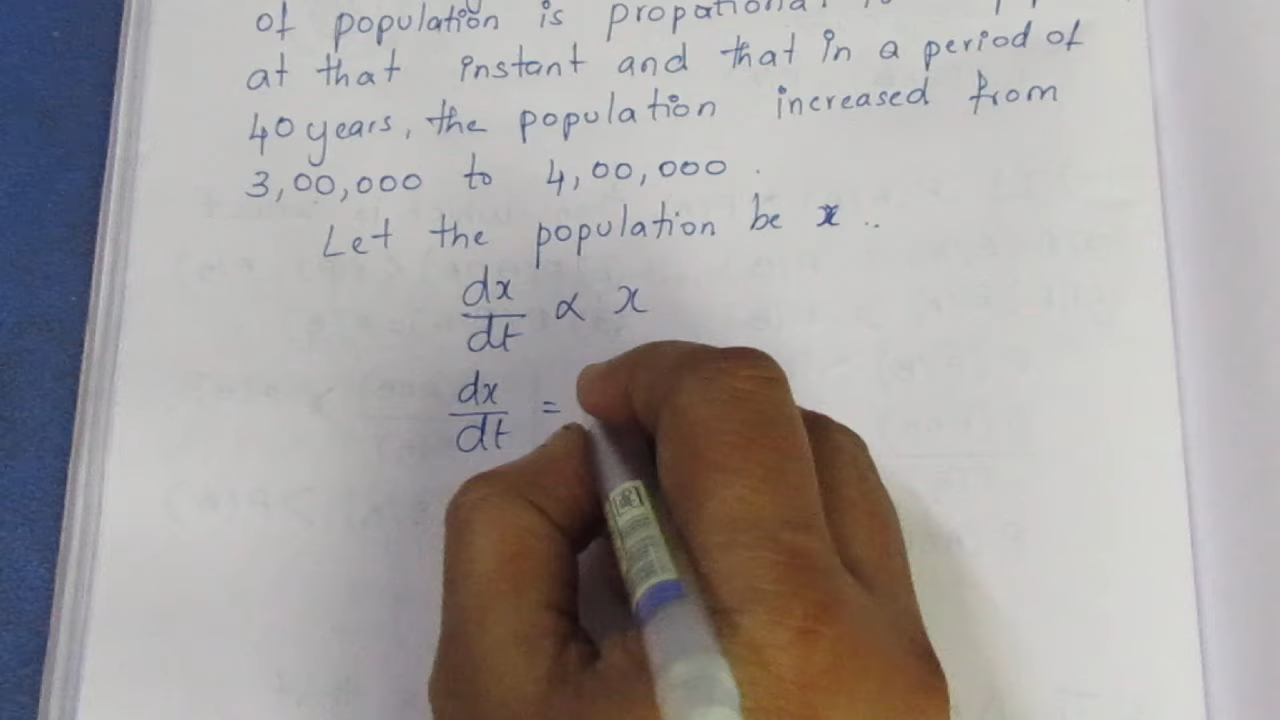 of population is
at that instant and that in a period of
40 years, the population increased from
3,00,000 to 4,00,000.
Let the population be x ..
dx/dt ∝ x
dx/dt =